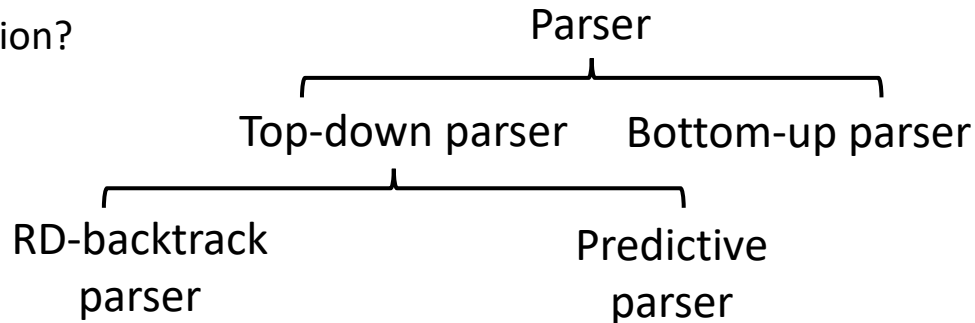 ion?
Parser
Top-down parser Bottom-up parser
RD-backtrack
parser
Predictive
parser